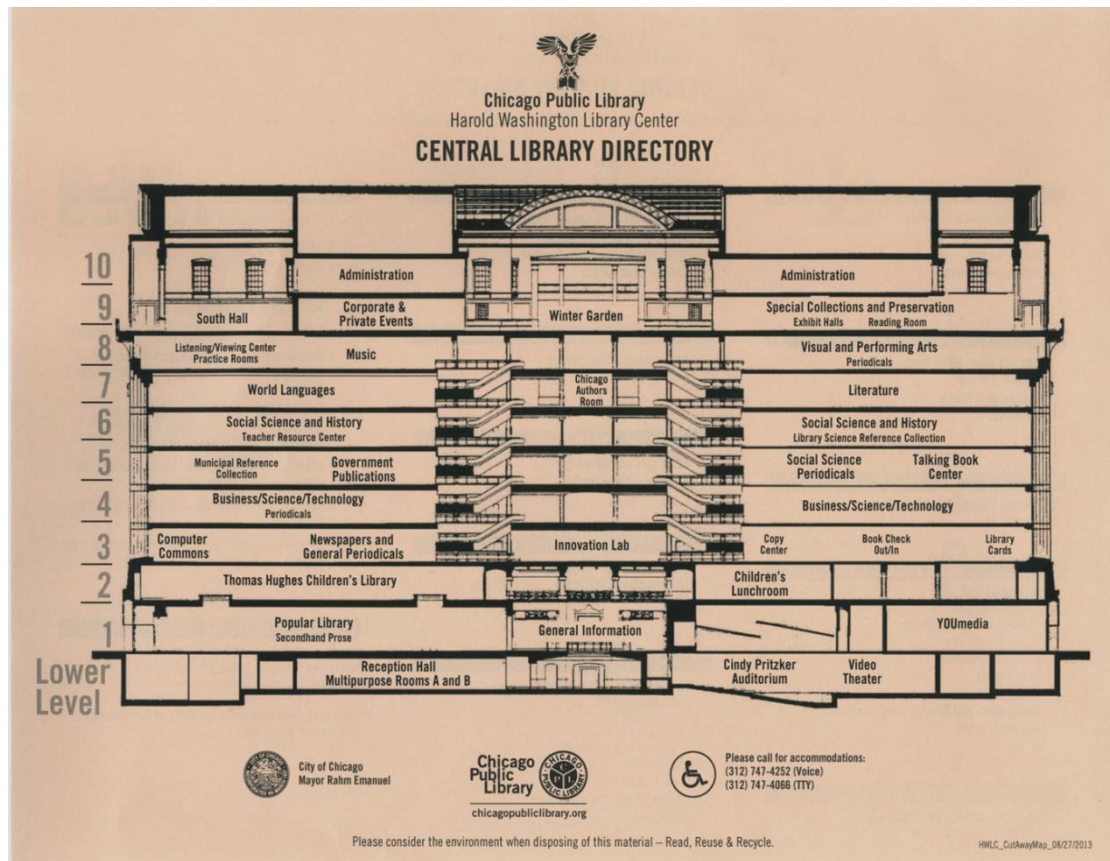 Chicago Public Library
Harold Washington Library Center
CENTRAL LIBRARY DIRECTORY
10
Administration
Administration
9
South Hall
Corporate &
Private Events
Winter Garden
Special Collections and Preservation
Exhibit Halls Reading Room
8
Listening/Viewing Center
Practice Rooms
Music
Visual and Performing Arts
Periodicals
7
World Languages
Chicago
Authors
Room
Literature
6
Social Science and History
Teacher Resource Center
Social Science and History
Library Science Reference Collection
5
Municipal Reference
Collection
Government
Publications
Social Science
Periodicals
Talking Book
Center
4
Business/Science/Technology
Periodicals
Business/Science/Technology
3
Computer
Commons
Newspapers and
General Periodicals
Innovation Lab
Copy
Center
Book Check
Out/In
Library
Cards
2
Thomas Hughes Children's Library
Children's
Lunchroom
1
Popular Library
Secondhand Prose
General Information
YOUmedia
Lower
Level
Reception Hall
Multipurpose Rooms A and B
Cindy Pritzker
Auditorium
Video
Theater
City of Chicago
Mayor Rahm Emanuel
Chicago
Public
Library
CHICAGO
PUBLIC LIBRARY
chicagopubliclibrary.org
Please call for accommodations:
(312) 747-4252 (Voice)
(312) 747-4066 (TTY)
Please consider the environment when disposing of this material – Read, Reuse & Recycle.
HWLC_CutAwayMap_08/27/2013